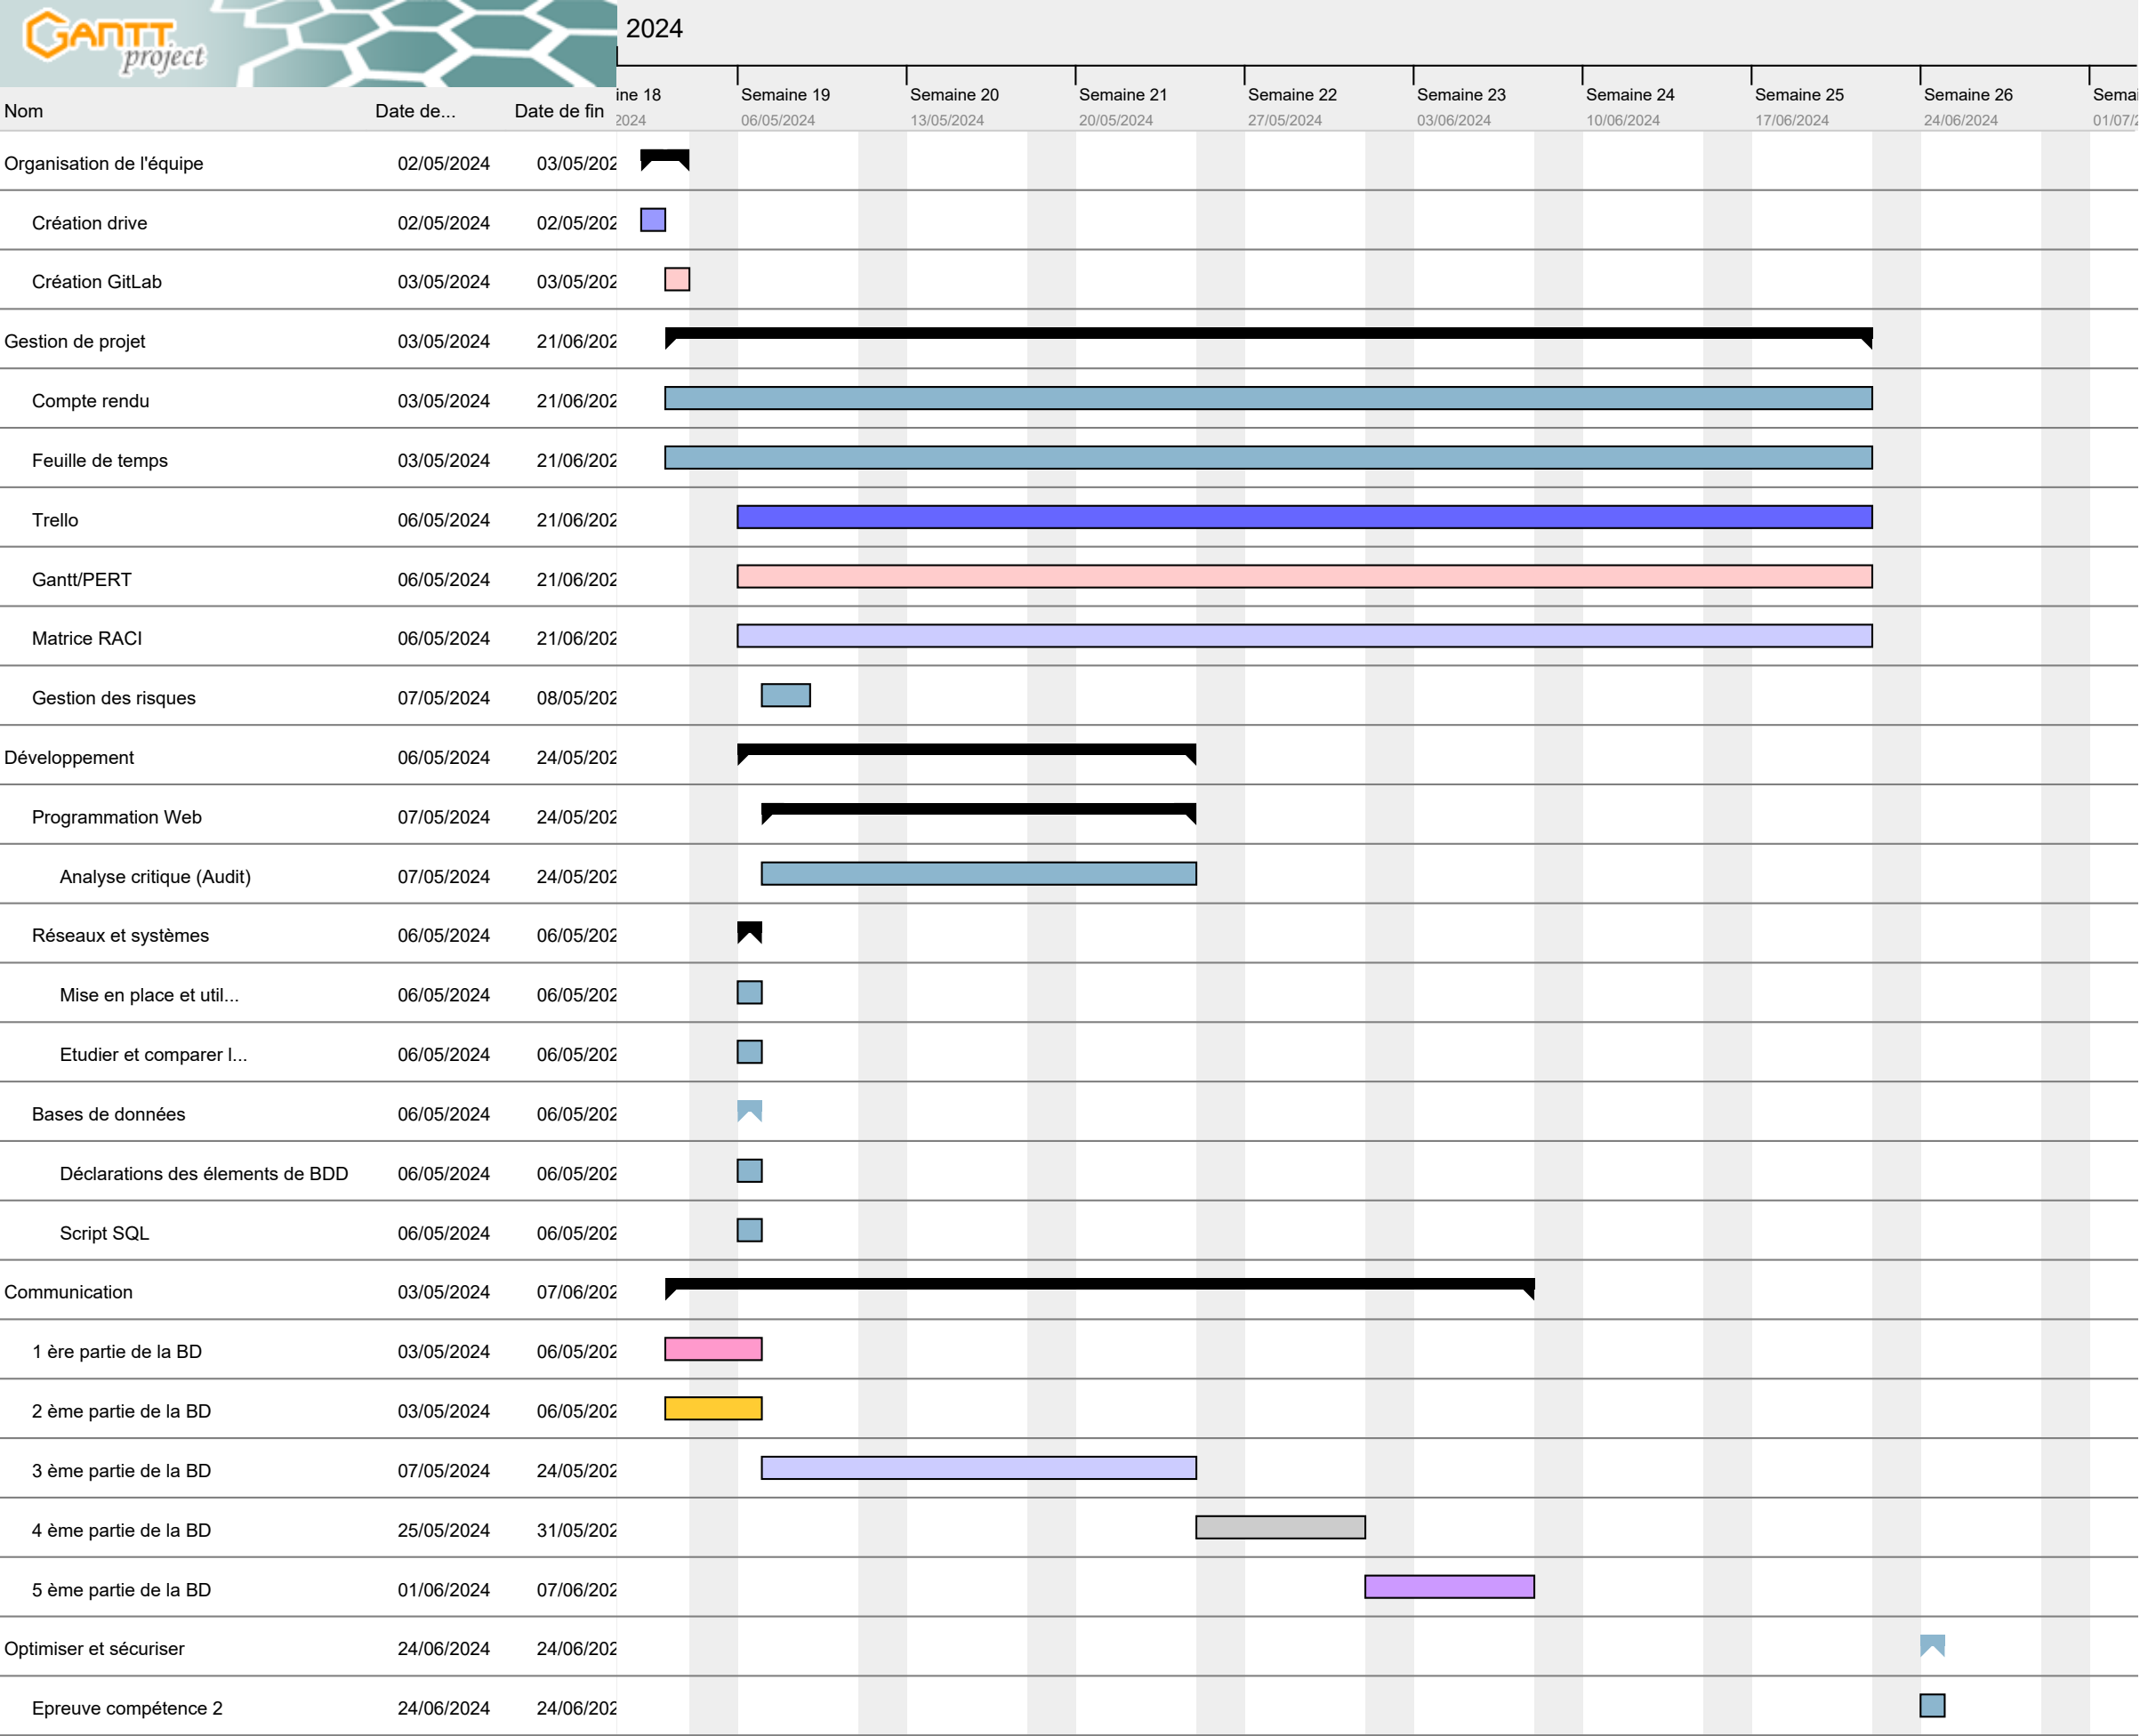 GANTT
project
2024
ine 18
Semaine 19
Semaine 20
Semaine 21
Semaine 22
Semaine 23
Semaine 24
Semaine 25
Semaine 26
Semai
Nom Date de... Date de fin
2024
06/05/2024
13/05/2024
20/05/2024
27/05/2024
03/06/2024
10/06/2024
17/06/2024
24/06/2024
01/07/2
Organisation de l'équipe 02/05/2024 03/05/202
Création drive 02/05/2024 02/05/202
Création GitLab 03/05/2024 03/05/202
Gestion de projet 03/05/2024 21/06/202
Compte rendu 03/05/2024 21/06/202
Feuille de temps 03/05/2024 21/06/202
Trello 06/05/2024 21/06/202
Gantt/PERT 06/05/2024 21/06/202
Matrice RACI 06/05/2024 21/06/202
Gestion des risques 07/05/2024 08/05/202
Développement 06/05/2024 24/05/202
Programmation Web 07/05/2024 24/05/202
Analyse critique (Audit) 07/05/2024 24/05/202
Réseaux et systèmes 06/05/2024 06/05/202
Mise en place et util... 06/05/2024 06/05/202
Etudier et comparer l... 06/05/2024 06/05/202
Bases de données 06/05/2024 06/05/202
Déclarations des élements de BDD 06/05/2024 06/05/202
Script SQL 06/05/2024 06/05/202
Communication 03/05/2024 07/06/202
1 ère partie de la BD 03/05/2024 06/05/202
2 ème partie de la BD 03/05/2024 06/05/202
3 ème partie de la BD 07/05/2024 24/05/202
4 ème partie de la BD 25/05/2024 31/05/202
5 ème partie de la BD 01/06/2024 07/06/202
Optimiser et sécuriser 24/06/2024 24/06/202
Epreuve compétence 2 24/06/2024 24/06/202